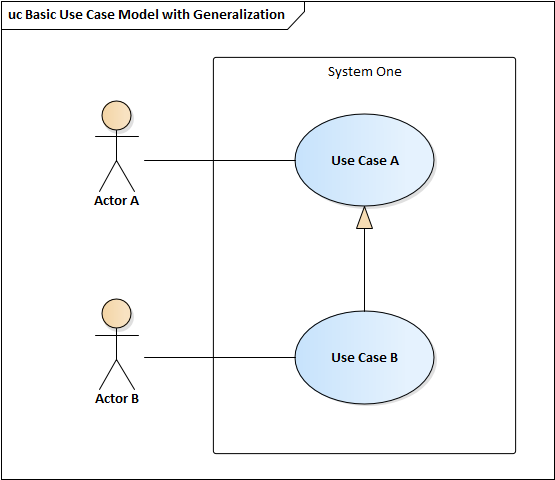 uc Basic Use Case Model with Generalization
System One
Use Case A
Actor A
Use Case B
Actor B